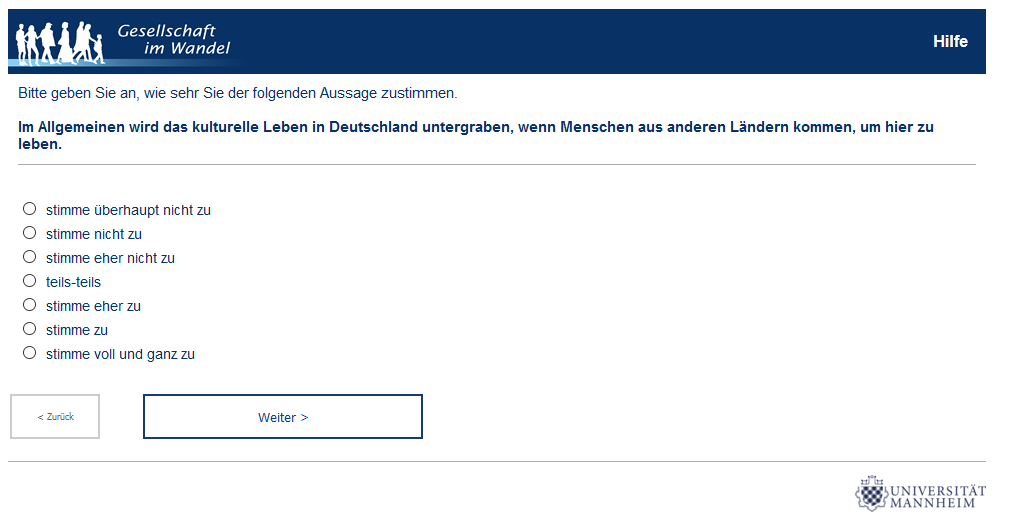 Gesellschaft
im Wandel
Hilfe
Bitte geben Sie an, wie sehr Sie der folgenden Aussage zustimmen.
Im Allgemeinen wird das kulturelle Leben in Deutschland untergraben, wenn Menschen aus anderen Ländern kommen, um hier zu
leben.
stimme überhaupt nicht zu
stimme nicht zu
stimme eher nicht zu
teils-teils
stimme eher zu
stimme zu
stimme voll und ganz zu
< Zurück
Weiter >
UNIVERSITÄT
MANNHEIM